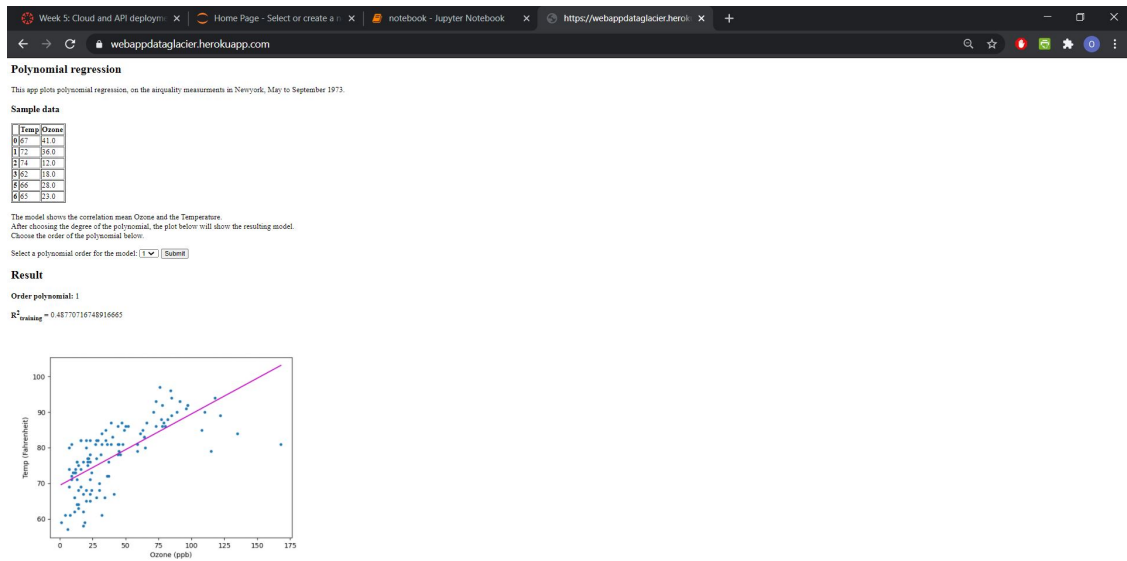 Week 5: Cloud and API deployme
Home Page - Select or create a n
notebook - Jupyter Notebook
https://webappdataglacier.herok
webappdataglacier.herokuapp.com
O
Polynomial regression
This app plots polynomial regression, on the airquality measurments in Newyork, May to September 1973.
Sample data
Temp Ozone
0 67 41.0
1 72 36.0
2 74 12.0
3 62 18.0
5 66 28.0
6 65 23.0
The model shows the correlation mean Ozone and the Temperature.
After choosing the degree of the polynomial, the plot below will show the resulting model.
Choose the order of the polynomial below.
Select a polynomial order for the model: 1 Submit
Result
Order polynomial: 1
R2training = 0.48770716748916665
100
90
80
70
60
Temp (Fahrenheit)
0 25 50 75 100 125 150 175
Ozone (ppb)